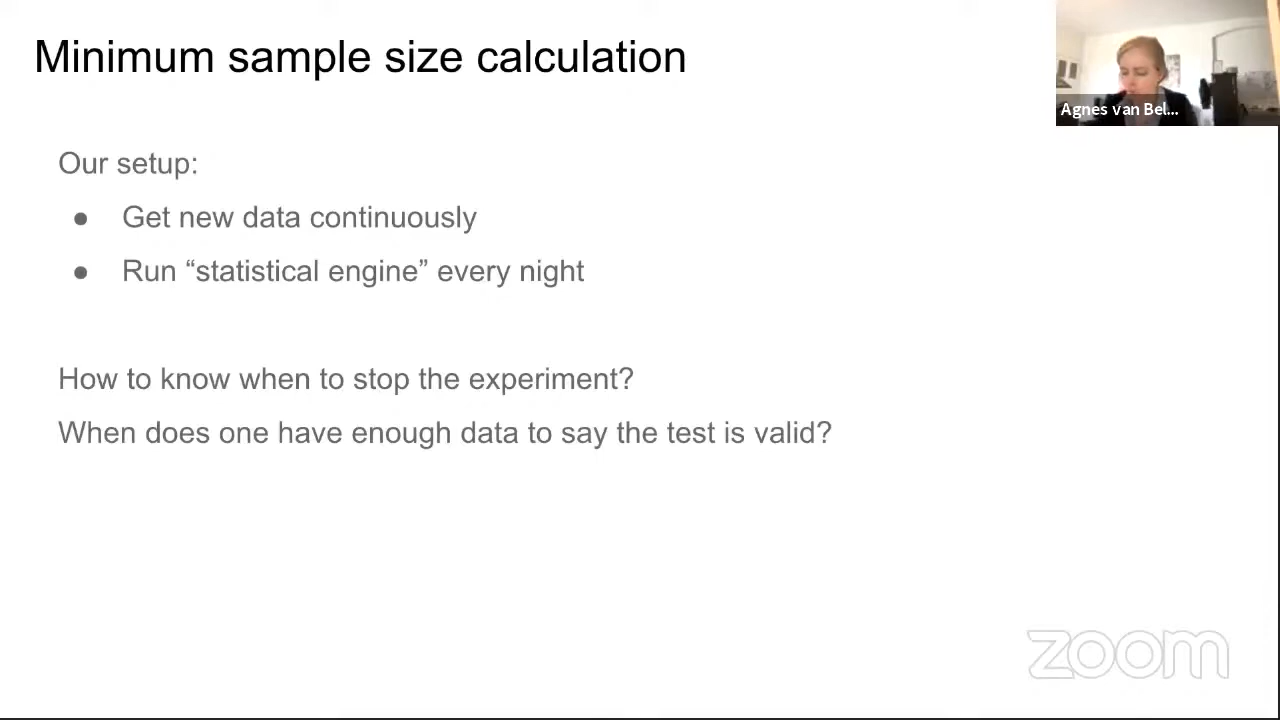 Minimum sample size calculation
Agnes van Bel...
Our setup:
● Get new data continuously
● Run “statistical engine” every night
How to know when to stop the experiment?
When does one have enough data to say the test is valid?
zoom